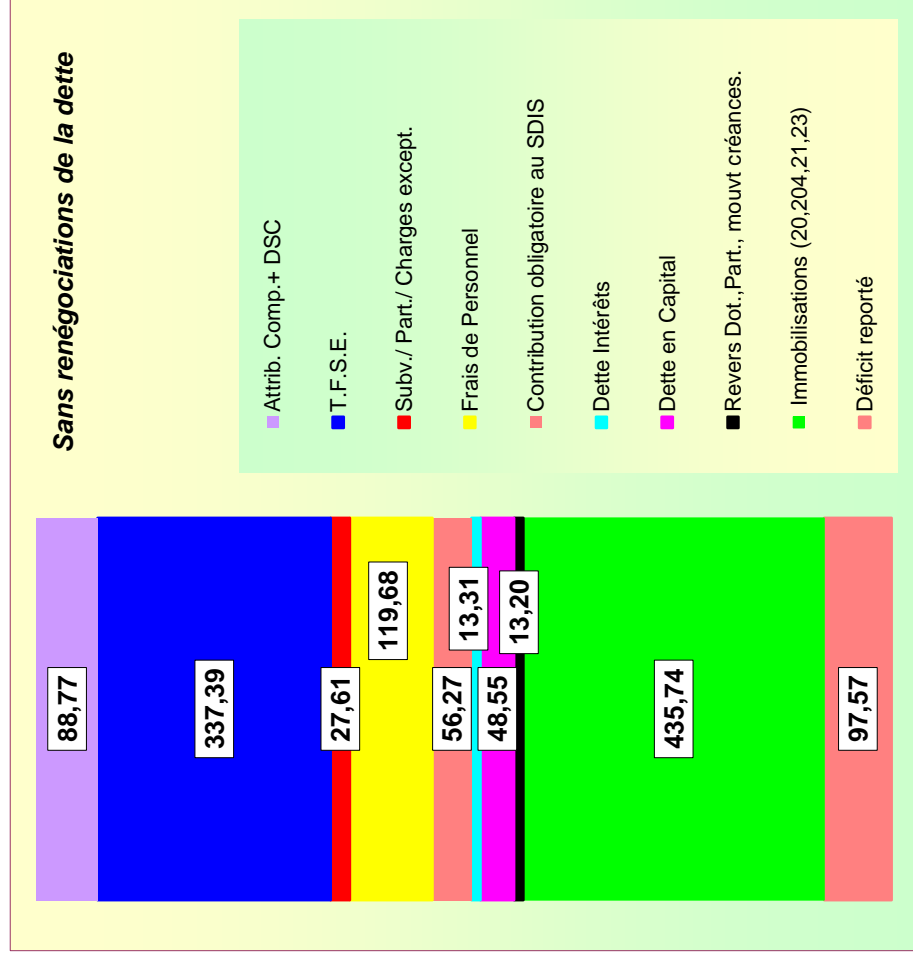 Sans renégociations de la dette
88,77
337,39
27,61
119,68
56,27
13,31
48,55
13,20
435,74
97,57
Attrib. Comp.+ DSC
T.F.S.E.
Subv./ Part./ Charges except.
Frais de Personnel
Contribution obligatoire au SDIS
Dette Intérêts
Dette en Capital
Revers Dot.,Part., mouvt créances.
Immobilisations (20,204,21,23)
Déficit reporté